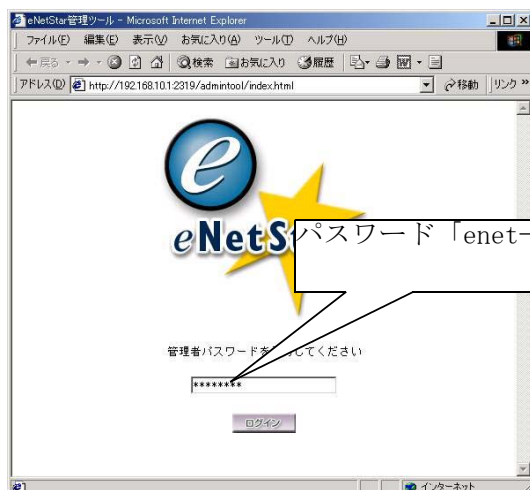 eNetStar管理ツール - Microsoft Internet Explorer
ファイル(F) 編集(E) 表示(V) お気に入り(A) ツール(T) ヘルプ(H)
戻る 検索 お気に入り 履歴
アドレス(D) http://192.168.10.1:2319/admintool/index.html 移動 リンク »
e
eNetS
パスワード「enet-
管理者パスワードを してください
********
ログイン
インターネット